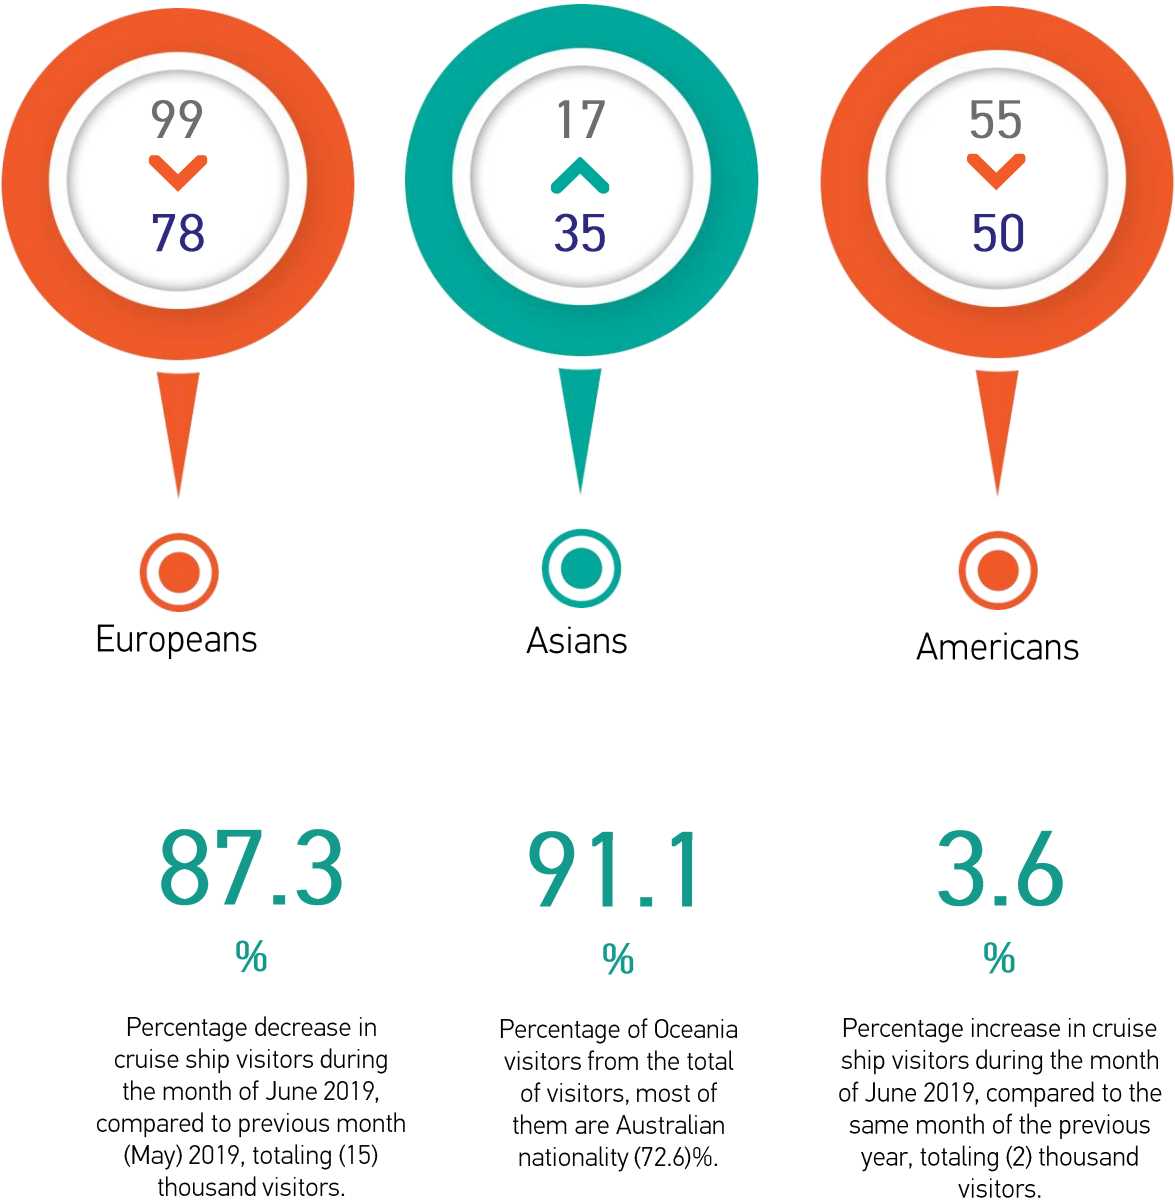 99
78
Europeans
17
35
Asians
55
50
Americans
87.3
%
Percentage decrease in
cruise ship visitors during
the month of June 2019,
compared to previous month
(May) 2019, totaling (15)
thousand visitors.
91.1
%
Percentage of Oceania
visitors from the total
of visitors, most of
them are Australian
nationality (72.6)%.
3.6
%
Percentage increase in cruise
ship visitors during the month
of June 2019, compared to the
same month of the previous
year, totaling (2) thousand
visitors.